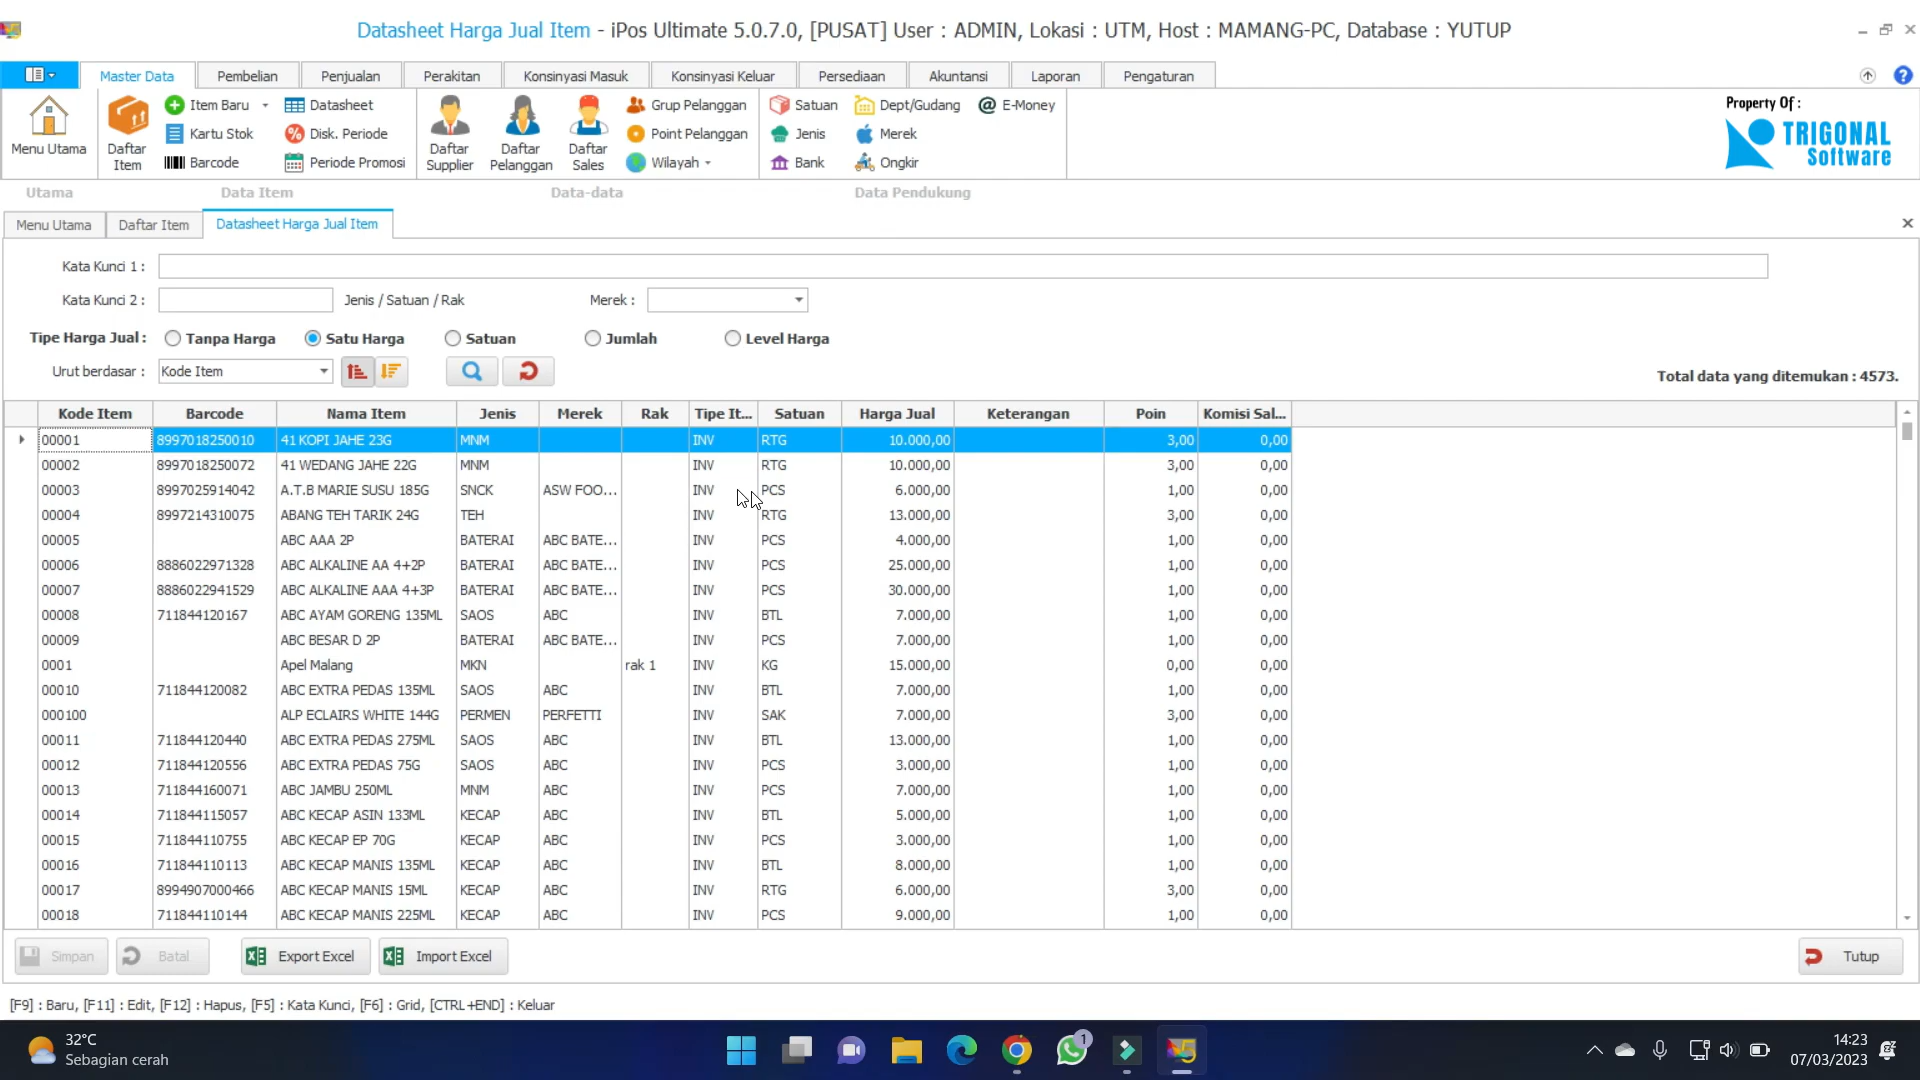 Datasheet Harga Jual Item - iPos Ultimate 5.0.7.0, [PUSAT] User : ADMIN, Lokasi : UTM, Host : MAMANG-PC, Database : YUTUP
Master Data Pembelian Penjualan Perakitan Konsinyasi Masuk Konsinyasi Keluar Persediaan Akuntansi Laporan Pengaturan
Menu Utama
Daftar Item
Item Baru
Kartu Stok
Barcode
Datasheet
Disk. Periode
Periode Promosi
Daftar Supplier
Daftar Pelanggan
Daftar Sales
Grup Pelanggan
Point Pelanggan
Wilayah
Satuan
Jenis
Bank
Dept/Gudang
Merek
Ongkir
@ E-Money
Property Of :
TRIGONAL
Software
Utama Data Item Data-data Data Pendukung
Menu Utama Daftar Item Datasheet Harga Jual Item
Kata Kunci 1 :
Kata Kunci 2 : Jenis / Satuan / Rak Merek :
Tipe Harga Jual : Tanpa Harga Satu Harga Satuan Jumlah Level Harga
Urut berdasar : Kode Item
Total data yang ditemukan : 4573.
Kode Item Barcode Nama Item Jenis Merek Rak Tipe It... Satuan Harga Jual Keterangan Poin Komisi Sal...
00001 8997018250010 41 KOPI JAHE 23G MNM INV RTG 10.000,00 3,00 0,00
00002 8997018250072 41 WEDANG JAHE 22G MNM INV RTG 10.000,00 3,00 0,00
00003 8997025914042 A.T.B MARIE SUSU 185G SNCK ASW FOO... INV PCS 6.000,00 1,00 0,00
00004 8997214310075 ABANG TEH TARIK 24G TEH INV RTG 13.000,00 3,00 0,00
00005 ABC AAA 2P BATERAI ABC BATE... INV PCS 4.000,00 1,00 0,00
00006 8886022971328 ABC ALKALINE AA 4+2P BATERAI ABC BATE... INV PCS 25.000,00 1,00 0,00
00007 8886022941529 ABC ALKALINE AAA 4+3P BATERAI ABC BATE... INV PCS 30.000,00 1,00 0,00
00008 711844120167 ABC AYAM GORENG 135ML SAOS ABC INV BTL 7.000,00 1,00 0,00
00009 ABC BESAR D 2P BATERAI ABC BATE... INV PCS 7.000,00 1,00 0,00
0001 Apel Malang MKN rak 1 INV KG 15.000,00 0,00 0,00
00010 711844120082 ABC EXTRA PEDAS 135ML SAOS ABC INV BTL 7.000,00 1,00 0,00
000100 ALP ECLAIRS WHITE 144G PERMEN PERFETTI INV SAK 7.000,00 3,00 0,00
00011 711844120440 ABC EXTRA PEDAS 275ML SAOS ABC INV BTL 13.000,00 1,00 0,00
00012 711844120556 ABC EXTRA PEDAS 75G SAOS ABC INV PCS 3.000,00 1,00 0,00
00013 711844160071 ABC JAMBU 250ML MNM ABC INV PCS 7.000,00 1,00 0,00
00014 711844115057 ABC KECAP ASIN 133ML KECAP ABC INV BTL 5.000,00 1,00 0,00
00015 711844110755 ABC KECAP EP 70G KECAP ABC INV PCS 3.000,00 1,00 0,00
00016 711844110113 ABC KECAP MANIS 135ML KECAP ABC INV BTL 8.000,00 1,00 0,00
00017 8994907000466 ABC KECAP MANIS 15ML KECAP ABC INV RTG 6.000,00 3,00 0,00
00018 711844110144 ABC KECAP MANIS 225ML KECAP ABC INV PCS 9.000,00 1,00 0,00
Simpan Batal Export Excel Import Excel Tutup
[F9] : Baru, [F11] : Edit, [F12] : Hapus, [F5] : Kata Kunci, [F6] : Grid, [CTRL+END] : Keluar
32°C
Sebagian cerah
1
14:23
07/03/2023